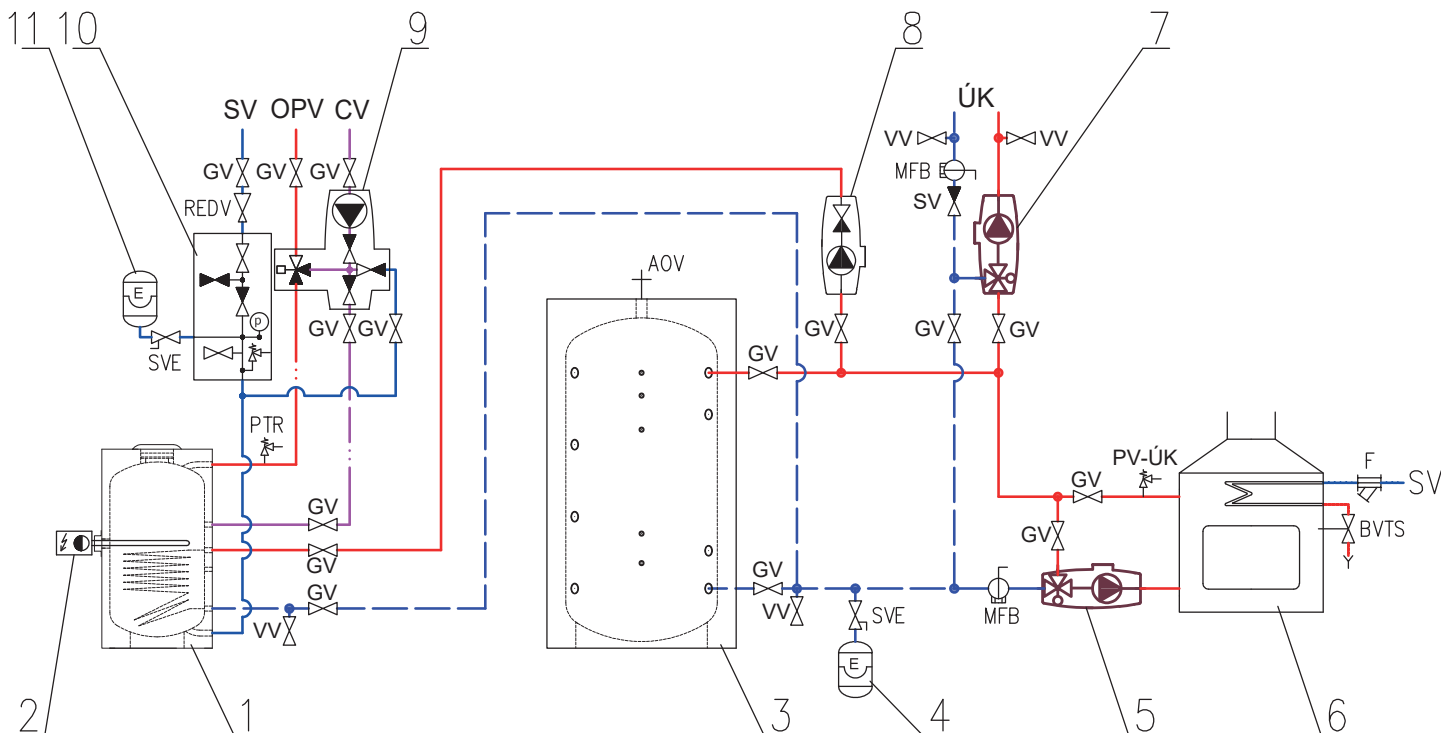 11 10 9 8 7
SV OPV CV ÚK
VV VV
GV GV GV
MFB
REDV
SV
AOV
E
p
GV GV GV GV GV
SVE
GV
PTR
PV-ÚK F
GV SV
GV
GV BVTS
GV
GV GV
VV VV SVE MFB
E
2 1 3 4 5 6